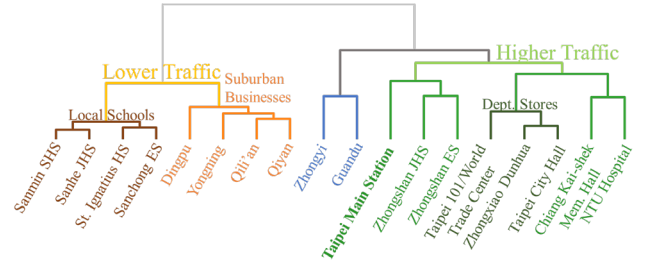 Lower Traffic
Higher Traffic
Suburban
Businesses
Local Schools
Dept. Stores
Sanmin SHS
Sanhe JHS
St. Ignatius HS
Sanchong ES
Dingpu
Yongning
Qili’an
Qiyan
Zhongyi
Guandu
Taipei Main Station
Zhongshan JHS
Zhongshan ES
Taipei 101/World
Trade Center
Zhongxiao Dunhua
Taipei City Hall
Chiang Kai-shek
Mem. Hall
NTU Hospital